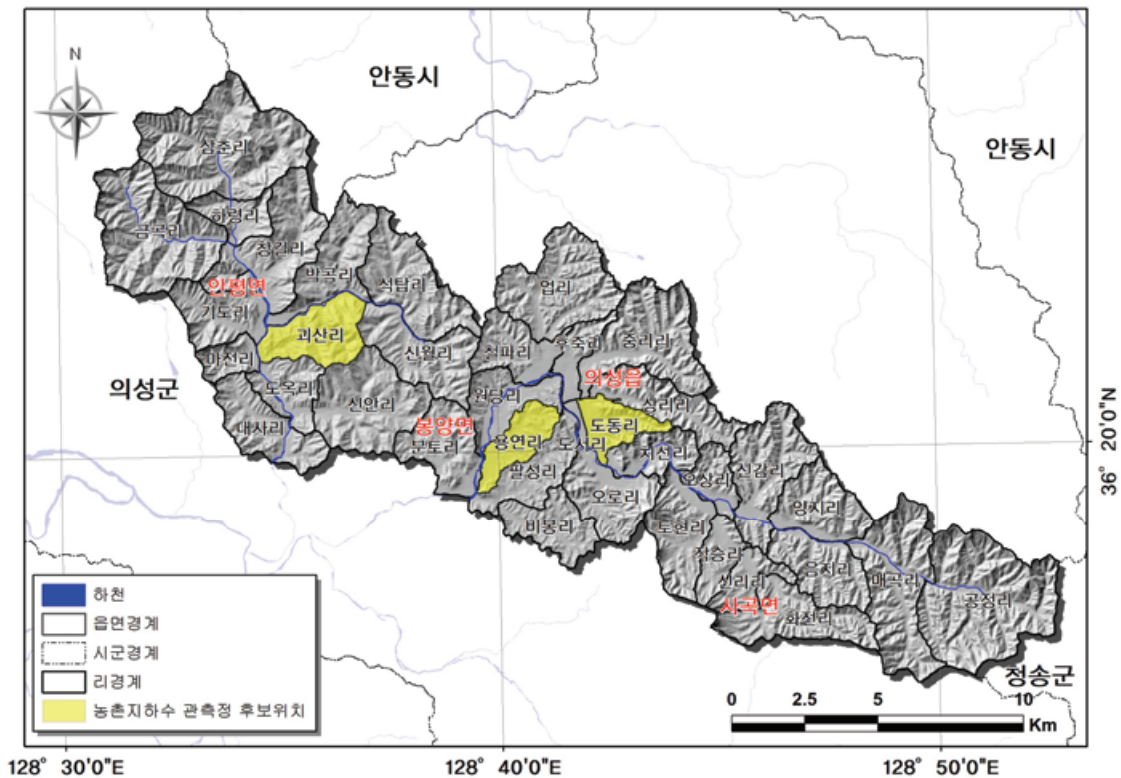 N
안동시
안동시
삼춘리
하령리
금곡리
창길리
박곡리
석탑리
안평면
기도리
괴산리
마전리
신월리
도옥리
신안리
대사리
의성군
업리
후죽리
중리리
철파리
의성읍
원당리
상리리
봉양면
분토리
용연리
도서리
도동리
치선리
팔성리
오상리
신감리
오로리
비봉리
토현리
양지리
작승리
음지리
매곡리
공정리
신리리
사곡면
화전리
청송군
하천
읍면경계
시군경계
리경계
농촌지하수 관측정 후보위치
0 2.5 5 10
Km
36° 20'0"N
128° 30'0"E
128° 40'0"E
128° 50'0"E